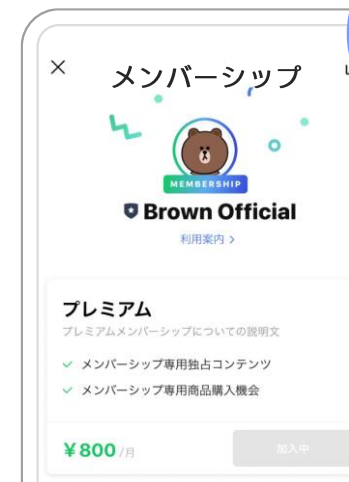 メンバーシップ
MEMBERSHIP
Brown Official
利用案内 >
プレミアム
プレミアムメンバーシップについての説明文
メンバーシップ専用独占コンテンツ
メンバーシップ専用商品購入機会
¥800/月
加入中